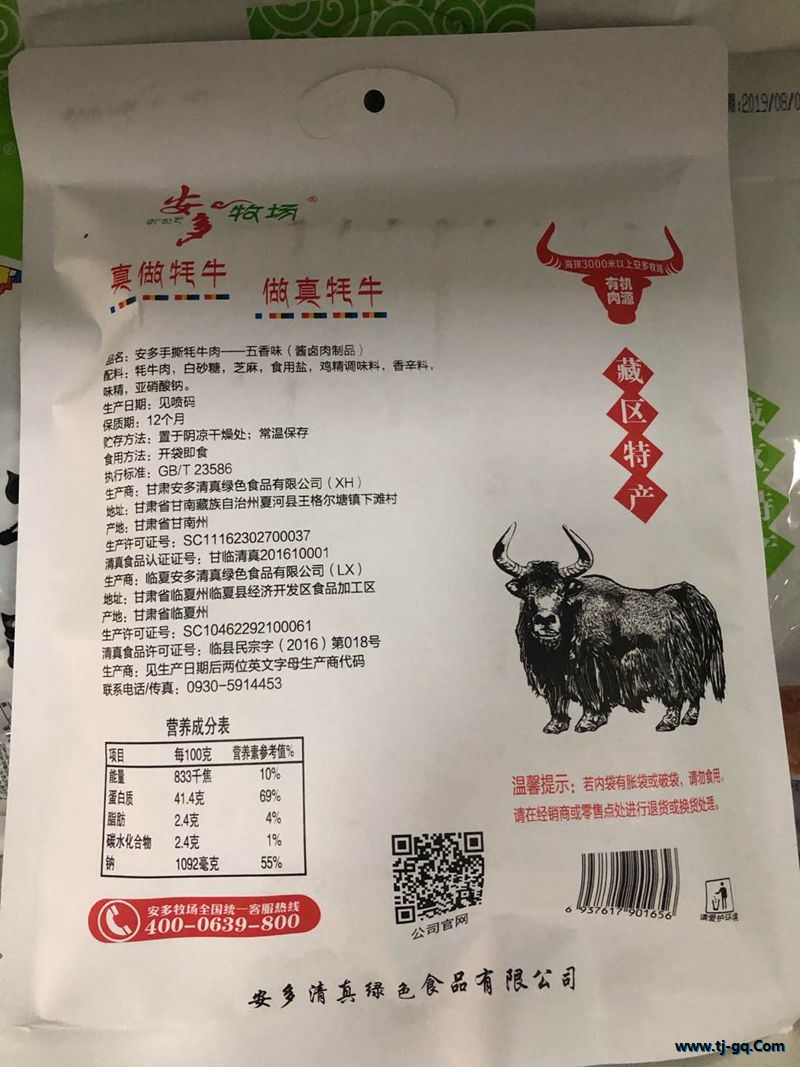 :2019/08/0
安多牧场®
真做牦牛
做真牦牛
海拔3000米以上安多牧场
有机
肉源
藏
区
特
产
品名：安多手撕牦牛肉——五香味（酱卤肉制品）
配料：牦牛肉，白砂糖，芝麻，食用盐，鸡精调味料，香辛料，
味精，亚硝酸钠。
生产日期：见喷码
保质期：12个月
贮存方法：置于阴凉干燥处；常温保存
食用方法：开袋即食
执行标准：GB/T 23586
生产商：甘肃安多清真绿色食品有限公司（XH）
地址：甘肃省甘南藏族自治州夏河县王格尔塘镇下滩村
产地：甘肃省甘南州
生产许可证号：SC11162302700037
清真食品认证证号：甘临清真201610001
生产商：临夏安多清真绿色食品有限公司（LX）
地址：甘肃省临夏州临夏县经济开发区食品加工区
产地：甘肃省临夏州
生产许可证号：SC10462292100061
清真食品许可证号：临县民宗字（2016）第018号
生产商：见生产日期后两位英文字母生产商代码
联系电话/传真：0930-5914453
营养成分表
项目 每100克 营养素参考值%
能量 833千焦 10%
蛋白质 41.4克 69%
脂肪 2.4克 4%
碳水化合物 2.4克 1%
钠 1092毫克 55%
温馨提示：若内袋有胀袋或破袋，请勿食用，
请在经销商或零售点处进行退货或换货处理。
安多牧场全国统一客服热线
400-0639-800
公司官网
6 937617 901656
请爱护环境
安多清真绿色食品有限公司
www.tj-gq.Com